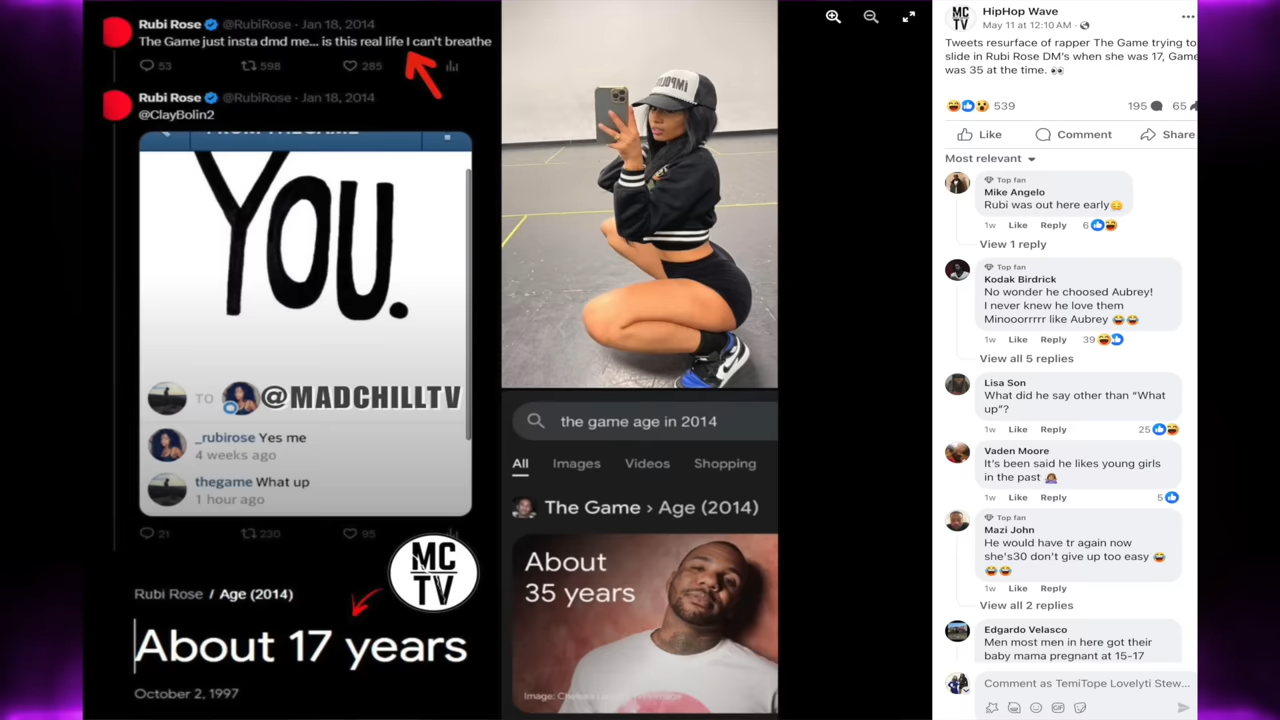 Rubi Rose @RubiRose - Jan 18, 2014
The Game just insta dmd me... is this real life I can't breathe
53 598 285
Rubi Rose @RubiRose - Jan 18, 2014
@ClayBolin2
YOU.
TO @MADCHILLTV
_rubirose Yes me
4 weeks ago
thegame What up
1 hour ago
21 230 95
MC
TV
Rubi Rose / Age (2014)
About 17 years
October 2, 1997
the game age in 2014
All Images Videos Shopping
The Game › Age (2014)
About
35 years
MC
TV
HipHop Wave
May 11 at 12:10 AM ·
Tweets resurface of rapper The Game trying to
slide in Rubi Rose DM's when she was 17, Game
was 35 at the time. 👀
539 195 65
Like Comment Share
Most relevant
Top fan
Mike Angelo
Rubi was out here early😑
1w Like Reply 6
View 1 reply
Top fan
Kodak Birdrick
No wonder he choosed Aubrey!
I never knew he love them
Minooorrrrr like Aubrey 😂😂
1w Like Reply 39
View all 5 replies
Lisa Son
What did he say other than “What
up”?
1w Like Reply 25
Vaden Moore
It's been said he likes young girls
in the past 🤷🏽‍♀️
1w Like Reply 5
Top fan
Mazi John
He would have tr again now
she's30 don't give up too easy 😂
😂😂
1w Like Reply
View all 2 replies
Edgardo Velasco
Men most men in here got their
baby mama pregnant at 15-17
Comment as TemiTope Lovelyti Stew...